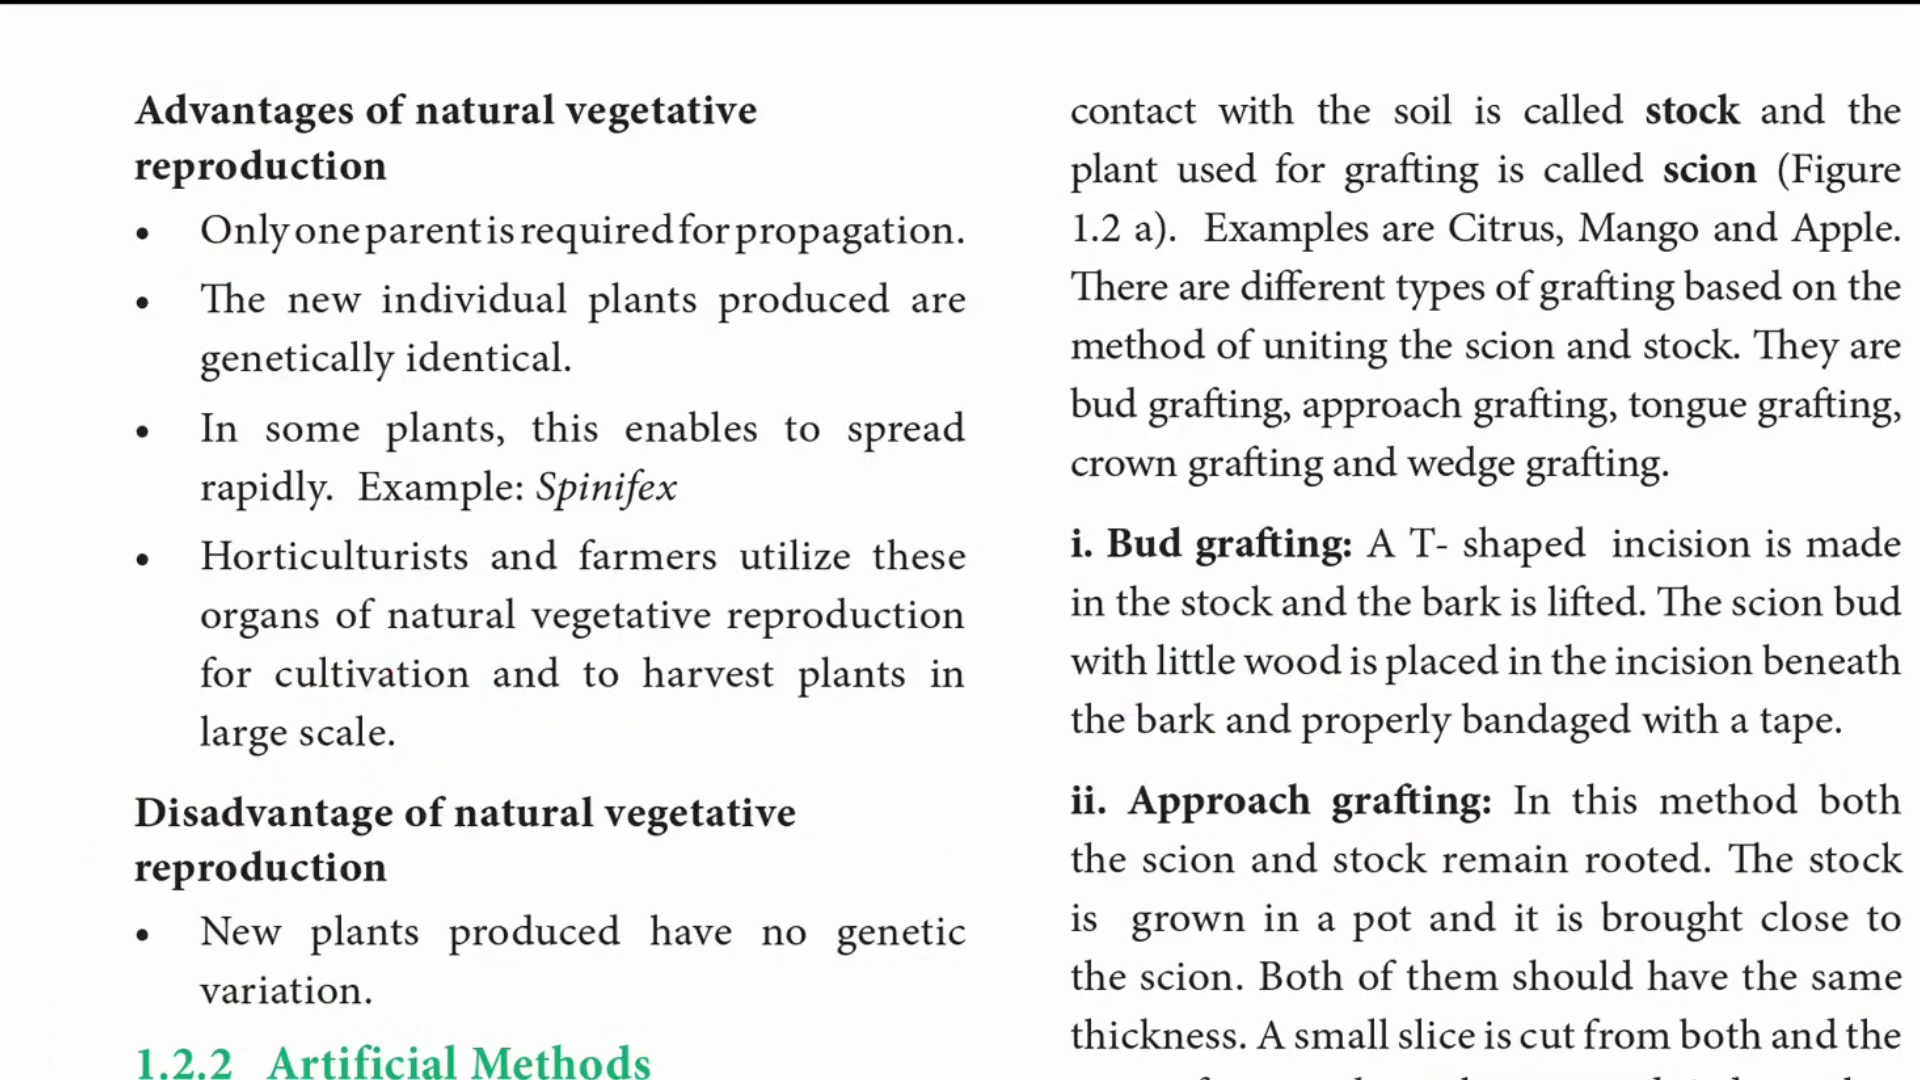 Advantages of natural vegetative
reproduction
• Only one parent is required for propagation.
• The new individual plants produced are
genetically identical.
• In some plants, this enables to spread
rapidly. Example: Spinifex
• Horticulturists and farmers utilize these
organs of natural vegetative reproduction
for cultivation and to harvest plants in
large scale.
Disadvantage of natural vegetative
reproduction
• New plants produced have no genetic
variation.
1.2.2 Artificial Methods
contact with the soil is called stock and the
plant used for grafting is called scion (Figure
1.2 a). Examples are Citrus, Mango and Apple.
There are different types of grafting based on the
method of uniting the scion and stock. They are
bud grafting, approach grafting, tongue grafting,
crown grafting and wedge grafting.
i. Bud grafting: A T- shaped incision is made
in the stock and the bark is lifted. The scion bud
with little wood is placed in the incision beneath
the bark and properly bandaged with a tape.
ii. Approach grafting: In this method both
the scion and stock remain rooted. The stock
is grown in a pot and it is brought close to
the scion. Both of them should have the same
thickness. A small slice is cut from both and the